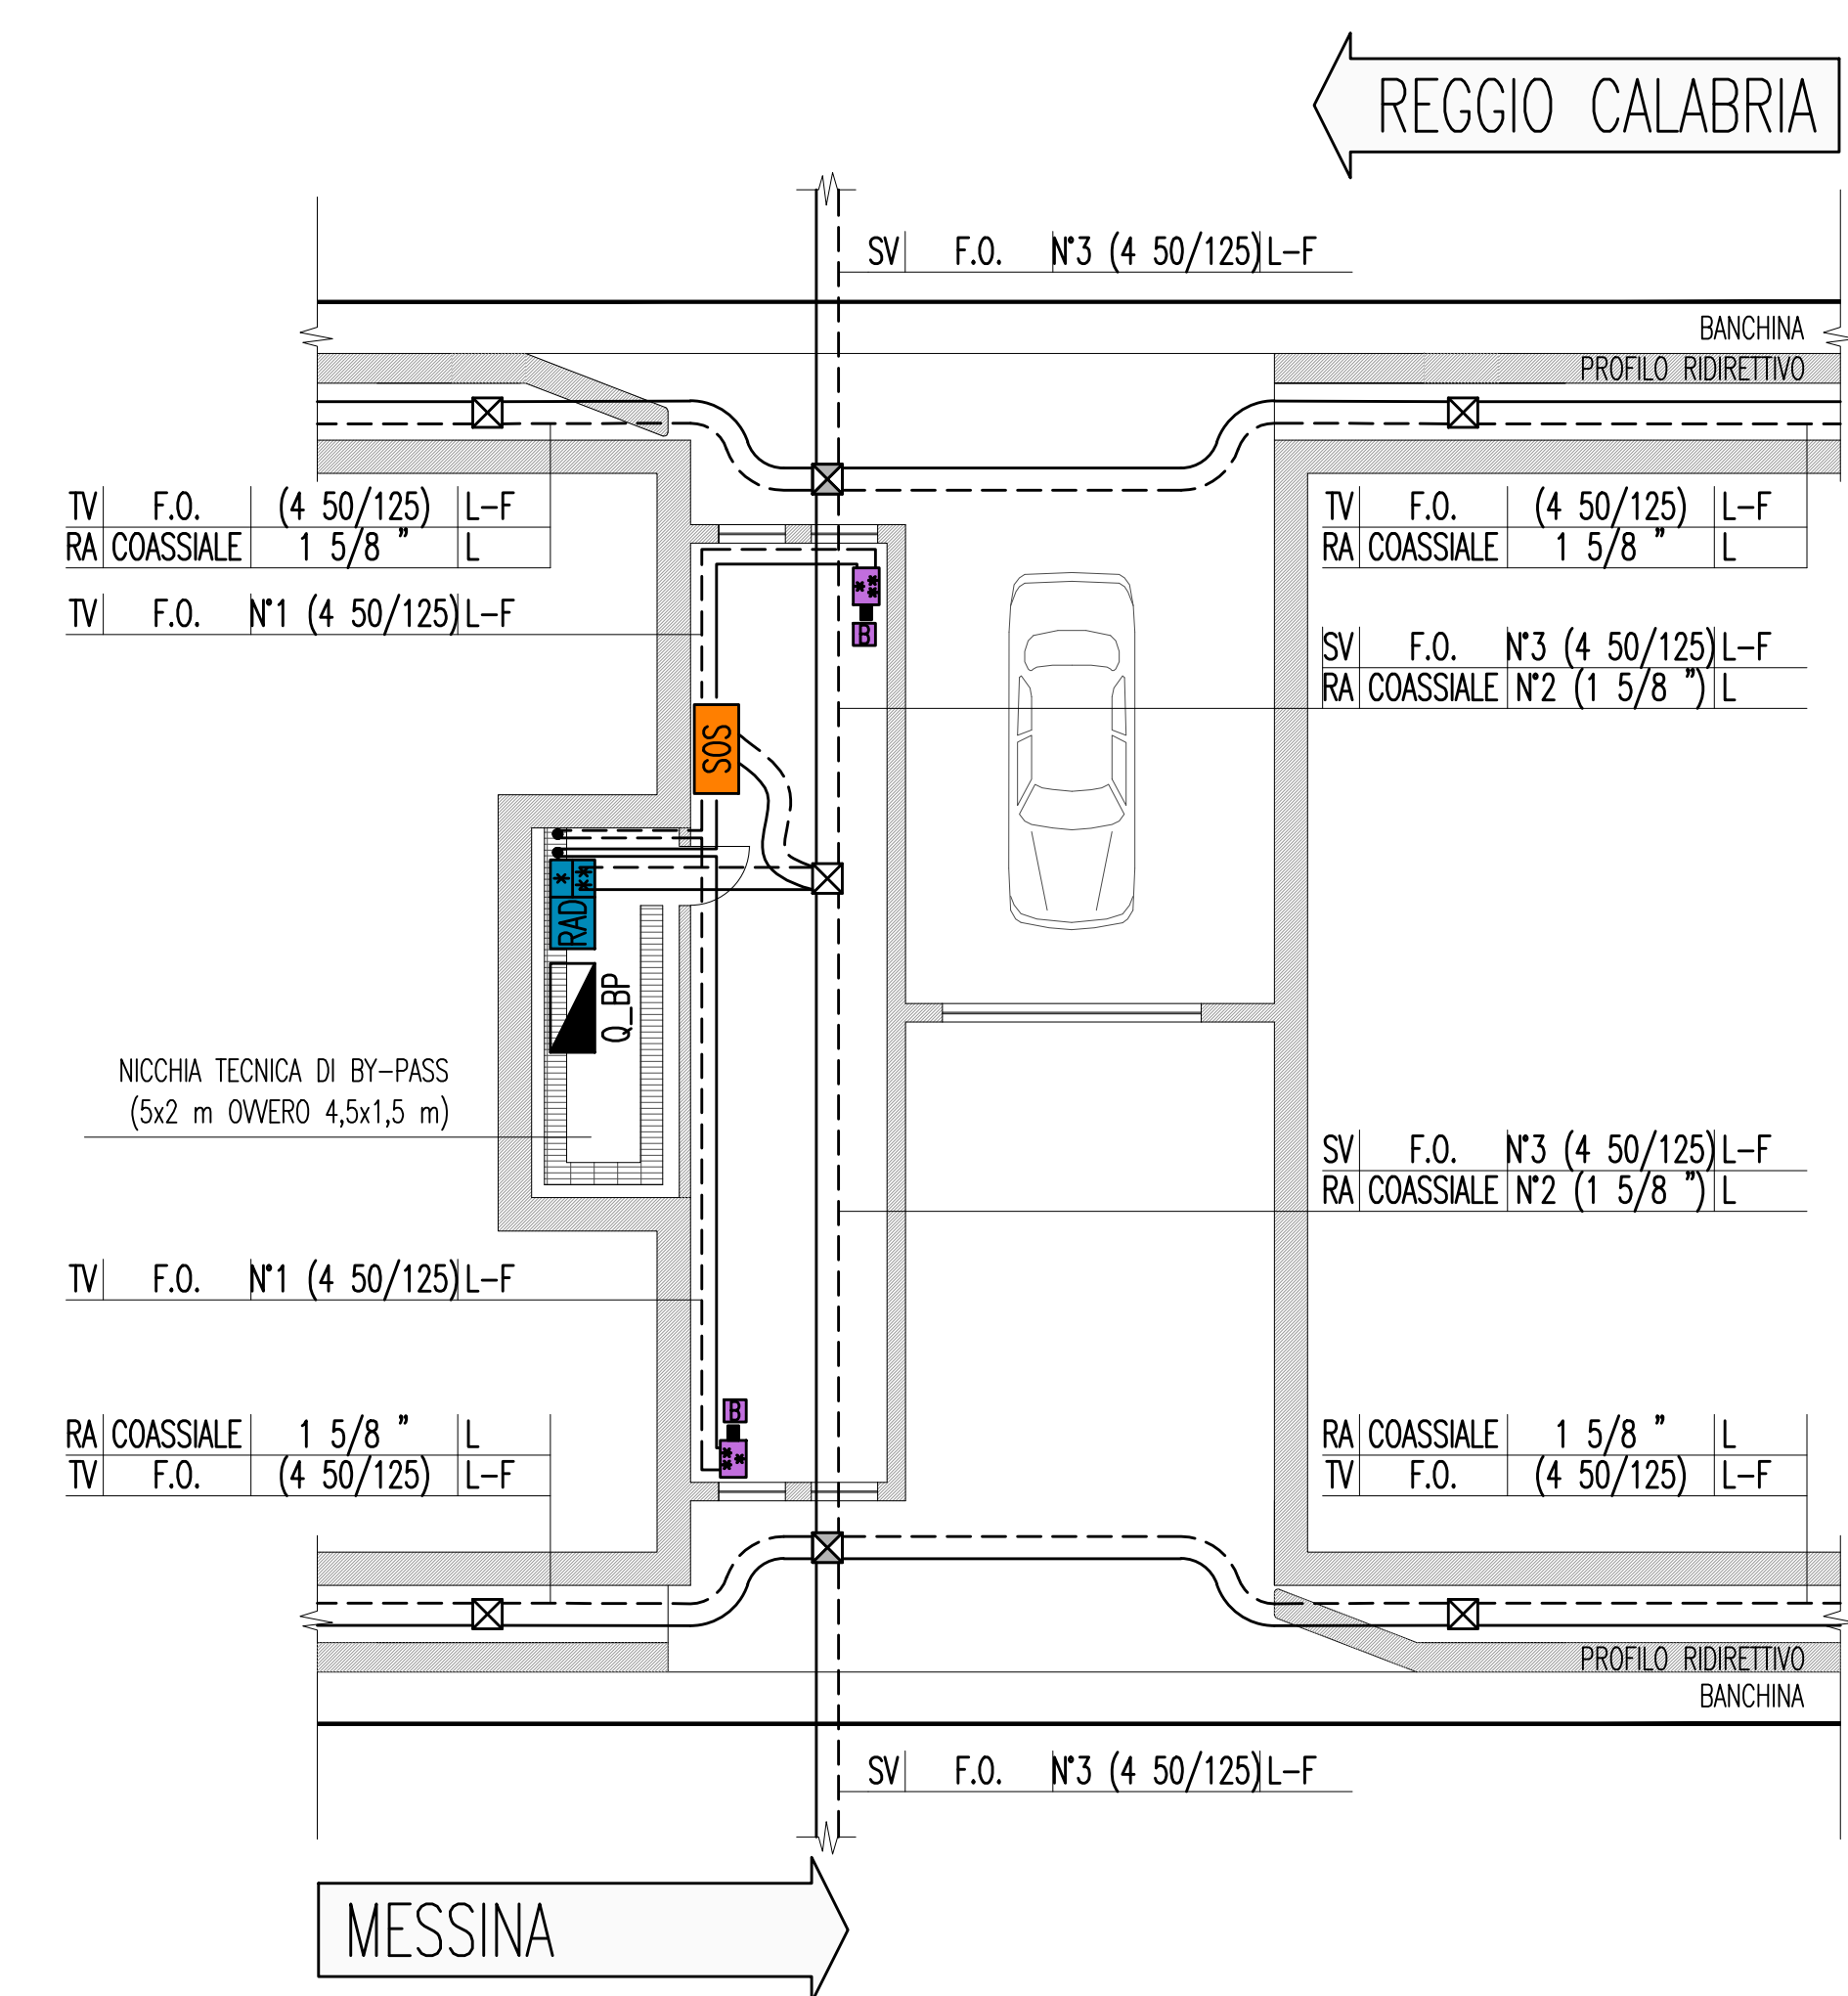 REGGIO CALABRIA
SV F.O. N°3 (4 50/125) L-F
BANCHINA
PROFILO RIDIRETTIVO
TV F.O. (4 50/125) L-F
RA COASSIALE 1 5/8 " L
TV F.O. (4 50/125) L-F
RA COASSIALE 1 5/8 " L
TV F.O. N°1 (4 50/125) L-F
* **
B
SV F.O. N°3 (4 50/125) L-F
RA COASSIALE N°2 (1 5/8 ") L
SOS
* **
RAD
Q_BP
NICCHIA TECNICA DI BY-PASS
(5x2 m OVVERO 4,5x1,5 m)
SV F.O. N°3 (4 50/125) L-F
RA COASSIALE N°2 (1 5/8 ") L
TV F.O. N°1 (4 50/125) L-F
B
** *
RA COASSIALE 1 5/8 " L
TV F.O. (4 50/125) L-F
RA COASSIALE 1 5/8 " L
TV F.O. (4 50/125) L-F
PROFILO RIDIRETTIVO
BANCHINA
SV F.O. N°3 (4 50/125) L-F
MESSINA